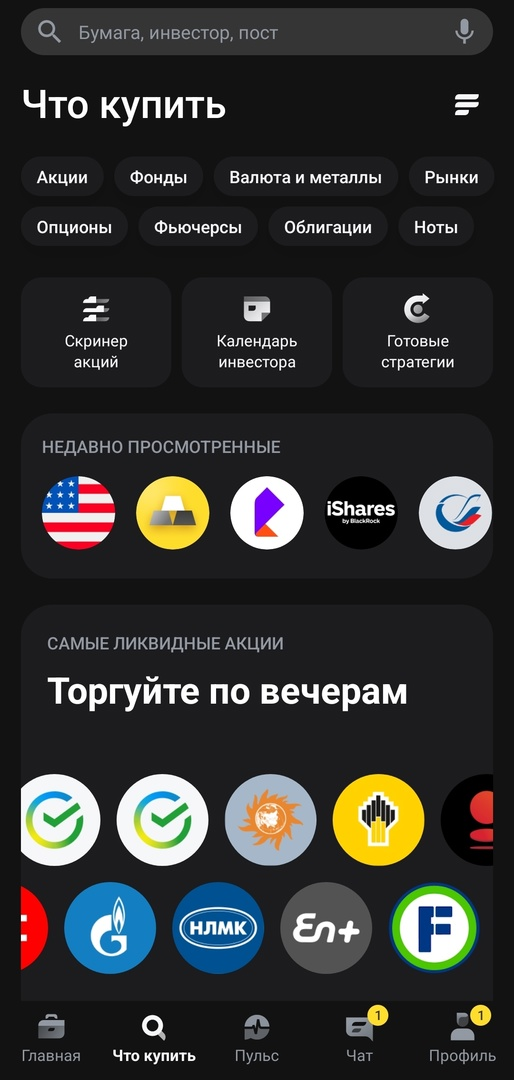 Бумага, инвестор, пост
Что купить
Акции Фонды Валюта и металлы Рынки
Опционы Фьючерсы Облигации Ноты
Скринер
акций
Календарь
инвестора
Готовые
стратегии
НЕДАВНО ПРОСМОТРЕННЫЕ
iShares
by BlackRock
САМЫЕ ЛИКВИДНЫЕ АКЦИИ
Торгуйте по вечерам
G НЛМК En+ F
1 1
Главная Что купить Пульс Чат Профиль